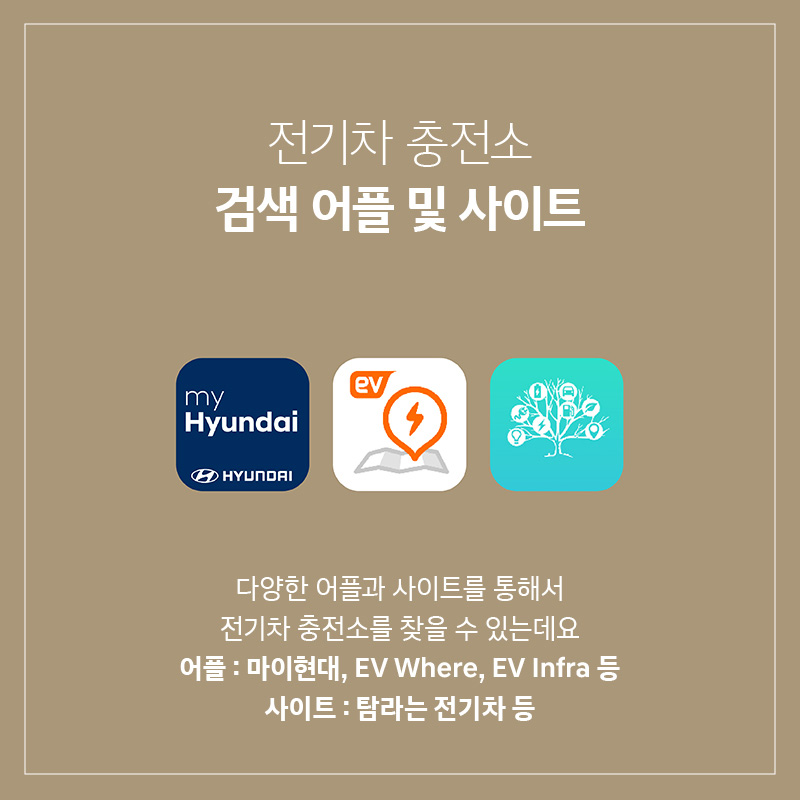 전기차 충전소
검색 어플 및 사이트
my
Hyundai
HYUNDAI
ev
다양한 어플과 사이트를 통해서
전기차 충전소를 찾을 수 있는데요
어플 : 마이현대, EV Where, EV Infra 등
사이트 : 탐라는 전기차 등